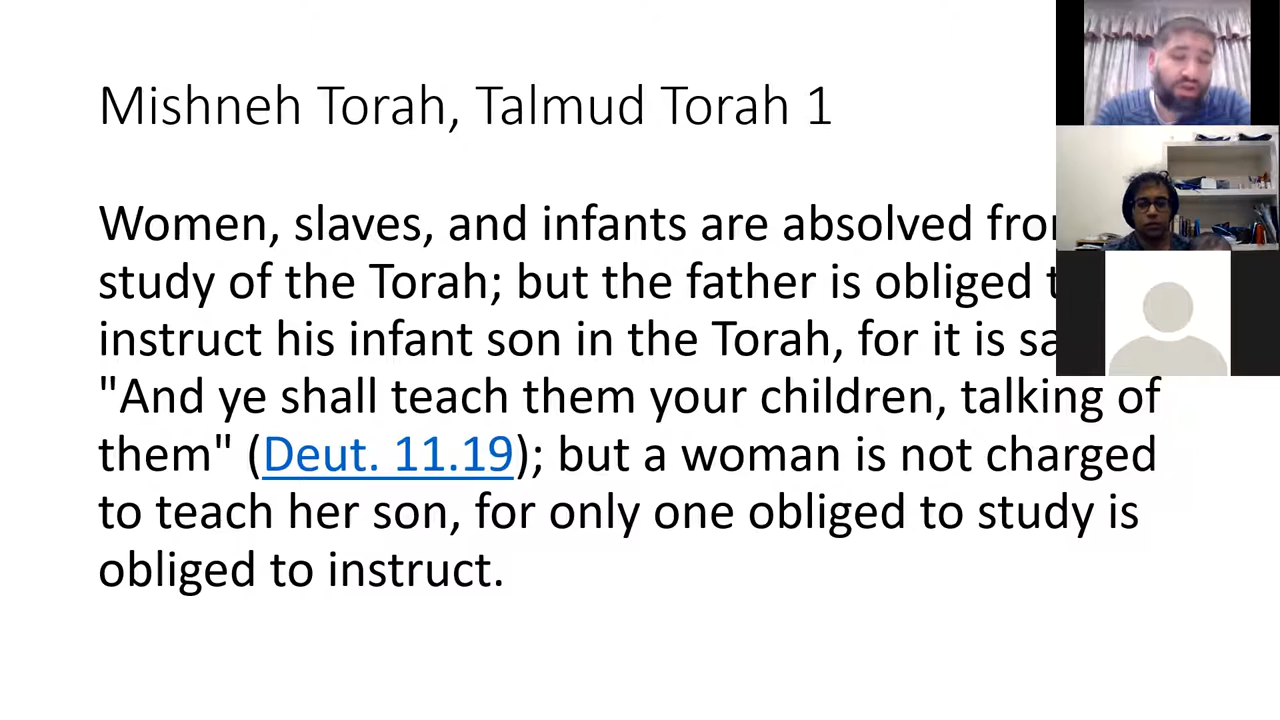 Mishneh Torah, Talmud Torah 1
Women, slaves, and infants are absolved
study of the Torah; but the father is obliged
instruct his infant son in the Torah, for it is
"And ye shall teach them your children, talking of
them" (Deut. 11.19); but a woman is not charged
to teach her son, for only one obliged to study is
obliged to instruct.